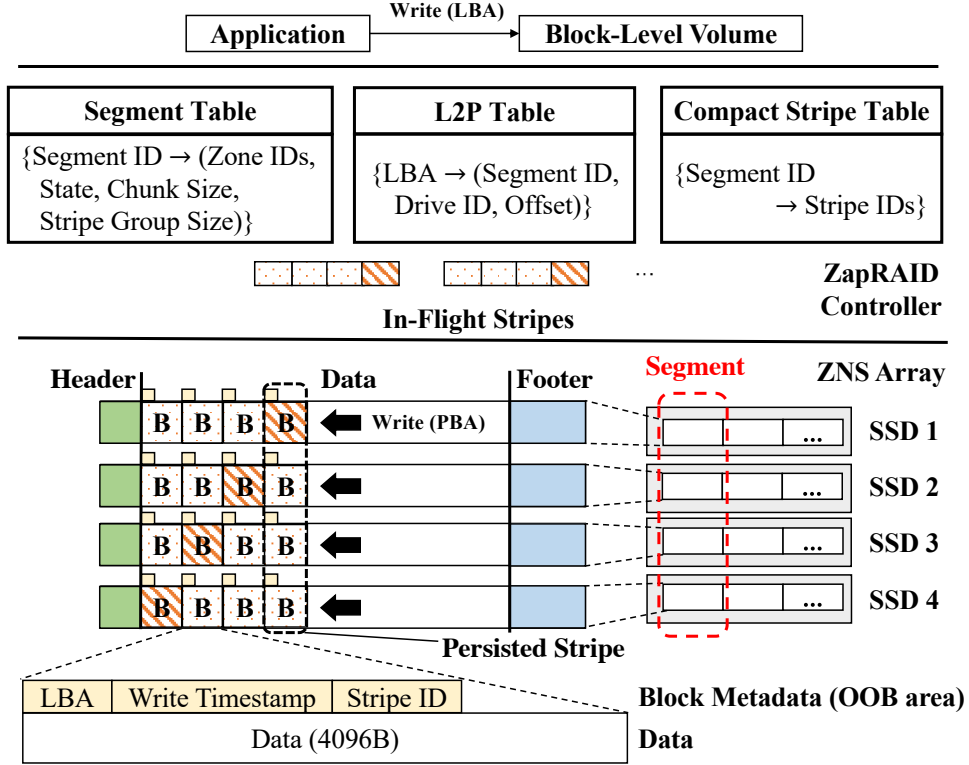 Write (LBA)
Application
Block-Level Volume
Segment Table
{Segment ID → (Zone IDs,
State, Chunk Size,
Stripe Group Size)}
L2P Table
{LBA → (Segment ID,
Drive ID, Offset)}
Compact Stripe Table
{Segment ID
→ Stripe IDs}
...
In-Flight Stripes
ZapRAID
Controller
Header
Data
Footer
Segment
ZNS Array
B B B B
Write (PBA)
...
SSD 1
B B B B
...
SSD 2
B B B B
...
SSD 3
B B B B
...
SSD 4
Persisted Stripe
LBA
Write Timestamp
Stripe ID
Block Metadata (OOB area)
Data (4096B)
Data